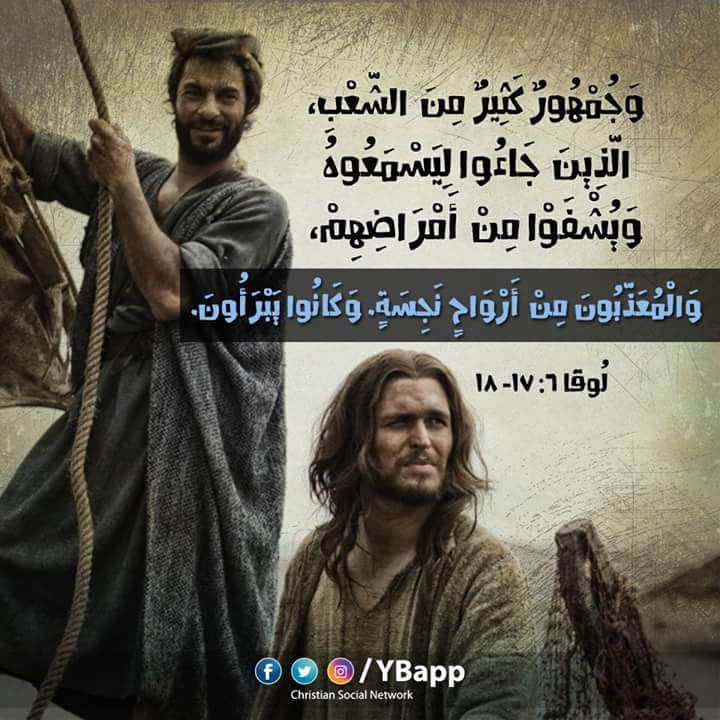 وَجُمْهُورٌ كَثِيرٌ مِنَ الشَّعْبِ،
الَّذِينَ جَاءُوا لِيَسْمَعُوهُ
وَيُشْفَوْا مِنْ أَمْرَاضِهِمْ،
وَالْمُعَذَّبُونَ مِنْ أَرْوَاحٍ نَجِسَةٍ. وَكَانُوا يَبْرَأُونَ.
لُوقا ٦: ١٧- ١٨
/YBapp
Christian Social Network